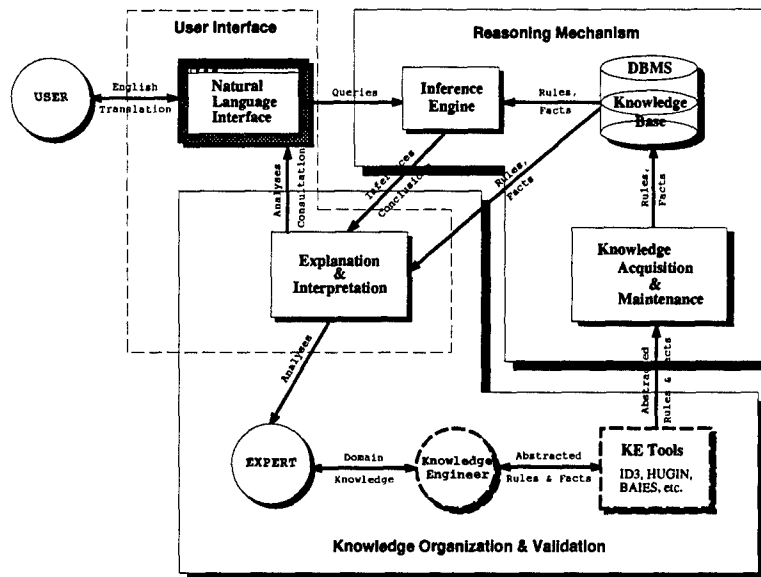 User Interface
Reasoning Mechanism
USER
English
Translation
Natural
Language
Interface
Queries
Inference
Engine
Rules,
Facts
DBMS
Knowledge
Base
Analyses
Consultation
Inferences
Conclusions
Rules,
Facts
Rules,
Facts
Explanation
&
Interpretation
Knowledge
Acquisition
&
Maintenance
Analyses
Abstracted
Rules & Facts
EXPERT
Domain
Knowledge
Knowledge
Engineer
Abstracted
Rules & Facts
KE Tools
ID3, HUGIN,
BAIES, etc.
Knowledge Organization & Validation